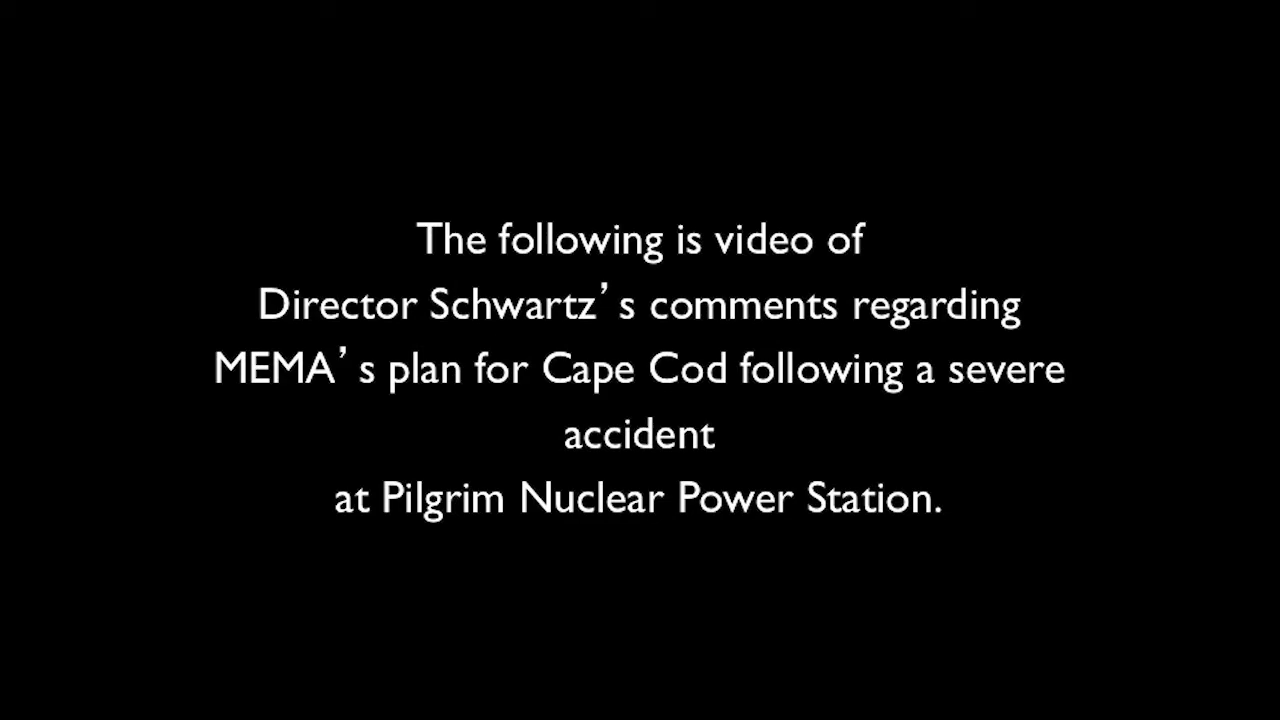 The following is video of
Director Schwartz’s comments regarding
MEMA’s plan for Cape Cod following a severe
accident
at Pilgrim Nuclear Power Station.